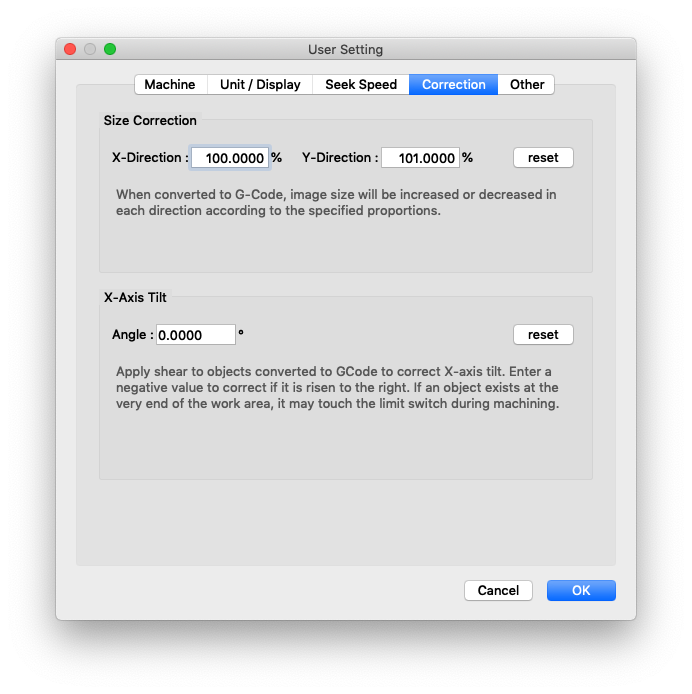 User Setting
Machine Unit / Display Seek Speed Correction Other
Size Correction
X-Direction : 100.0000 % Y-Direction : 101.0000 % reset
When converted to G-Code, image size will be increased or decreased in
each direction according to the specified proportions.
X-Axis Tilt
Angle : 0.0000 ° reset
Apply shear to objects converted to GCode to correct X-axis tilt. Enter a
negative value to correct if it is risen to the right. If an object exists at the
very end of the work area, it may touch the limit switch during machining.
Cancel OK